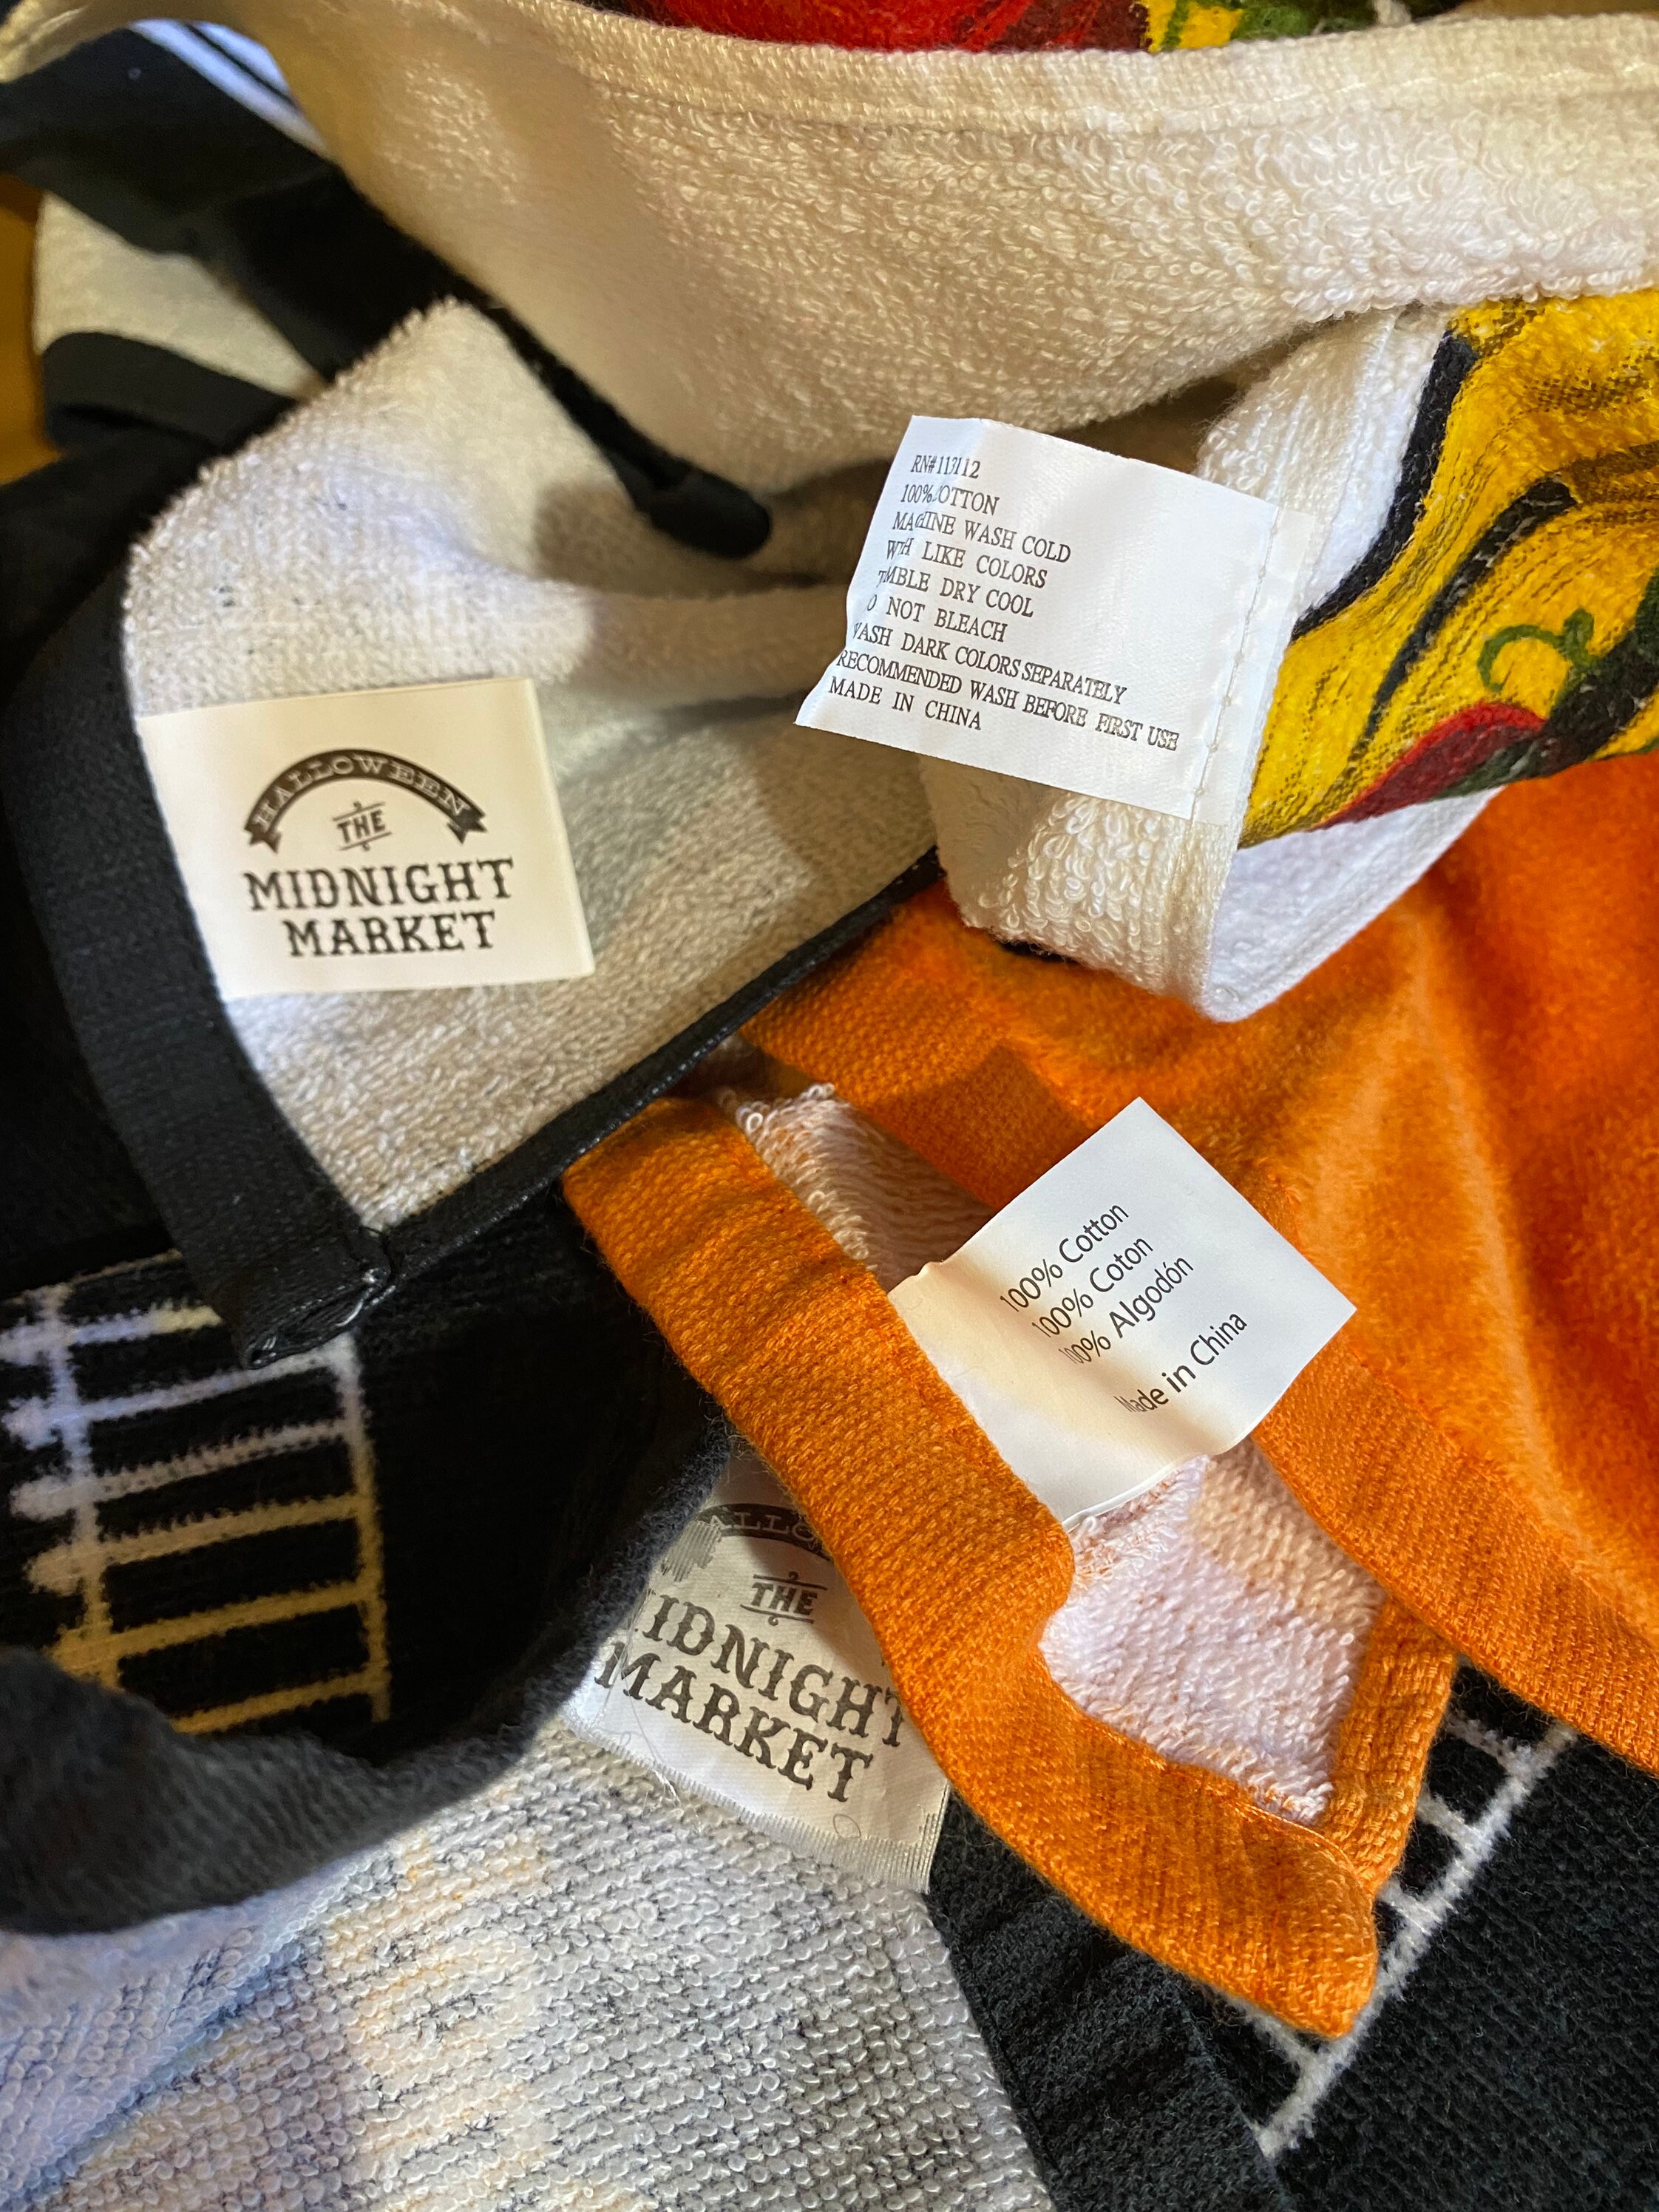 RN#113112
100% COTTON
MACHINE WASH COLD
WITH LIKE COLORS
TUMBLE DRY COOL
DO NOT BLEACH
WASH DARK COLORS SEPARATELY
RECOMMENDED WASH BEFORE FIRST USE
MADE IN CHINA
HALLOWEEN
THE
MIDNIGHT
MARKET
100% Cotton
100% Coton
100% Algodón
Made in China
THE
MIDNIGHT
MARKET